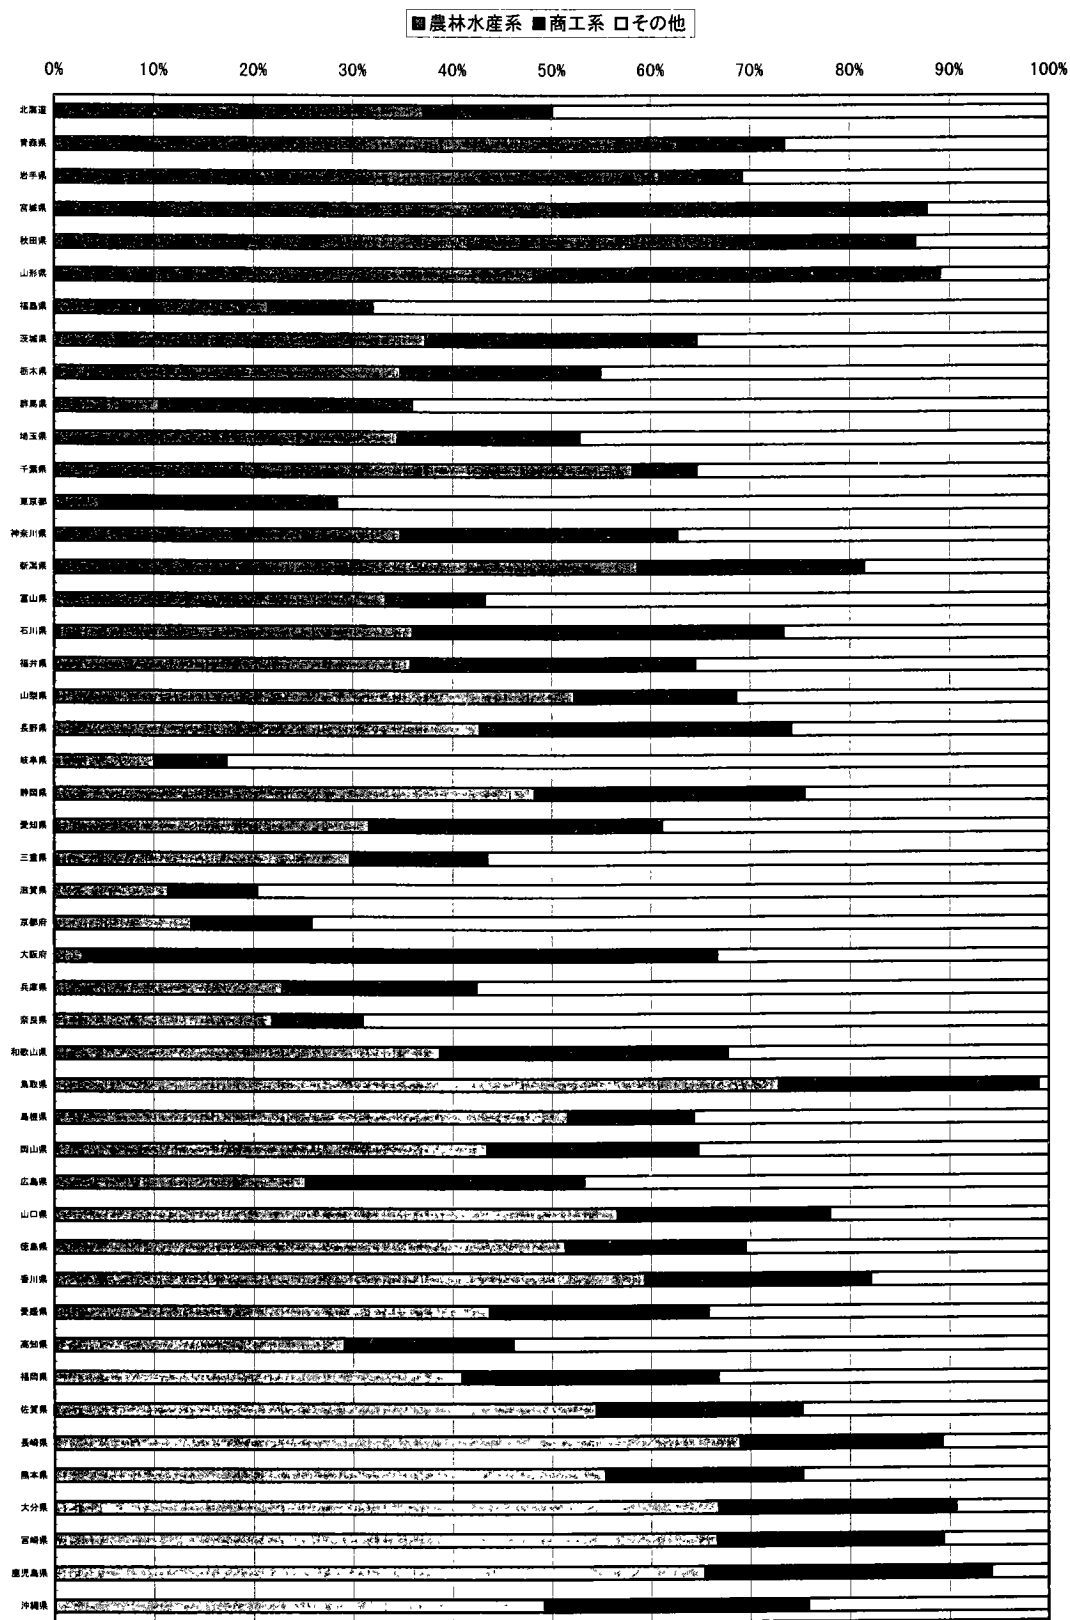 農林水産系 商工系 その他
0% 10% 20% 30% 40% 50% 60% 70% 80% 90% 100%
北海道
青森県
岩手県
宮城県
秋田県
山形県
福島県
茨城県
栃木県
群馬県
埼玉県
千葉県
東京都
神奈川県
新潟県
富山県
石川県
福井県
山梨県
長野県
岐阜県
静岡県
愛知県
三重県
滋賀県
京都府
大阪府
兵庫県
奈良県
和歌山県
鳥取県
島根県
岡山県
広島県
山口県
徳島県
香川県
愛媛県
高知県
福岡県
佐賀県
長崎県
熊本県
大分県
宮崎県
鹿児島県
沖縄県